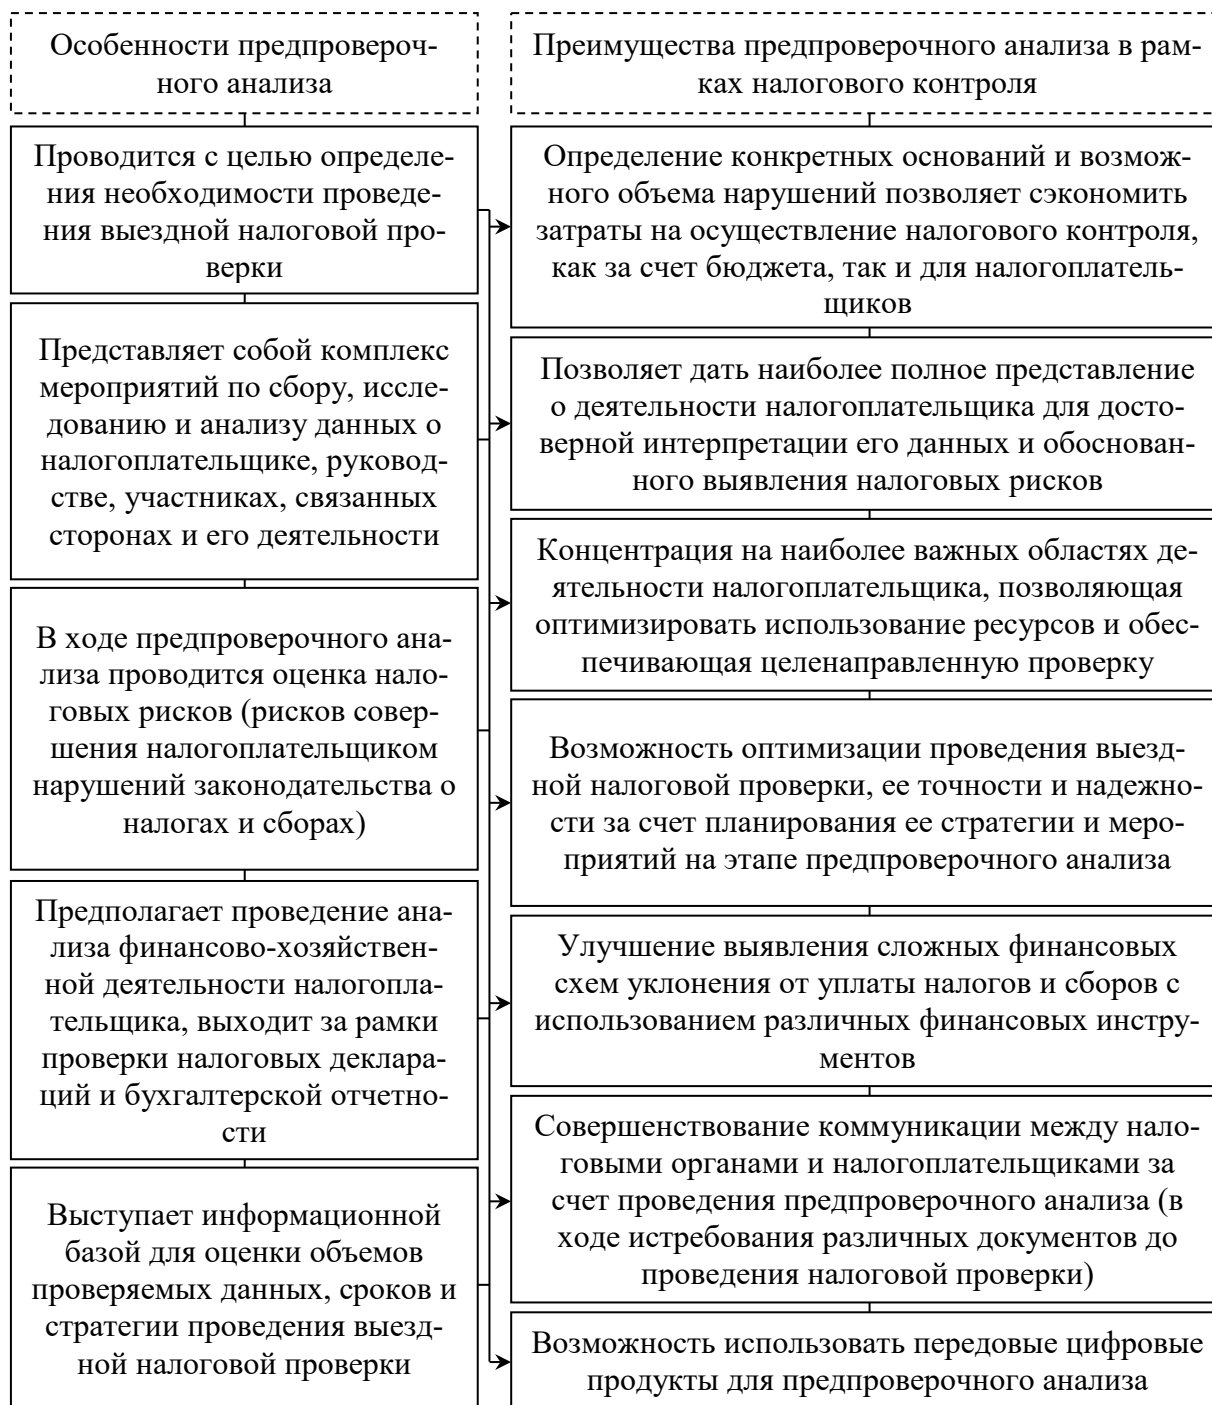 Особенности предпровероч-
ного анализа
Проводится с целью определе-
ния необходимости проведе-
ния выездной налоговой про-
верки
Представляет собой комплекс
мероприятий по сбору, иссле-
дованию и анализу данных о
налогоплательщике, руковод-
стве, участниках, связанных
сторонах и его деятельности
В ходе предпроверочного ана-
лиза проводится оценка нало-
говых рисков (рисков совер-
шения налогоплательщиком
нарушений законодательства о
налогах и сборах)
Предполагает проведение ана-
лиза финансово-хозяйствен-
ной деятельности налогопла-
тельщика, выходит за рамки
проверки налоговых деклара-
ций и бухгалтерской отчетно-
сти
Выступает информационной
базой для оценки объемов
проверяемых данных, сроков и
стратегии проведения выезд-
ной налоговой проверки
Преимущества предпроверочного анализа в рам-
ках налогового контроля
Определение конкретных оснований и возмож-
ного объема нарушений позволяет сэкономить
затраты на осуществление налогового контроля,
как за счет бюджета, так и для налогоплатель-
щиков
Позволяет дать наиболее полное представление
о деятельности налогоплательщика для досто-
верной интерпретации его данных и обоснован-
ного выявления налоговых рисков
Концентрация на наиболее важных областях де-
ятельности налогоплательщика, позволяющая
оптимизировать использование ресурсов и обес-
печивающая целенаправленную проверку
Возможность оптимизации проведения выезд-
ной налоговой проверки, ее точности и надежно-
сти за счет планирования ее стратегии и меро-
приятий на этапе предпроверочного анализа
Улучшение выявления сложных финансовых
схем уклонения от уплаты налогов и сборов с
использованием различных финансовых инстру-
ментов
Совершенствование коммуникации между нало-
говыми органами и налогоплательщиками за
счет проведения предпроверочного анализа (в
ходе истребования различных документов до
проведения налоговой проверки)
Возможность использовать передовые цифровые
продукты для предпроверочного анализа